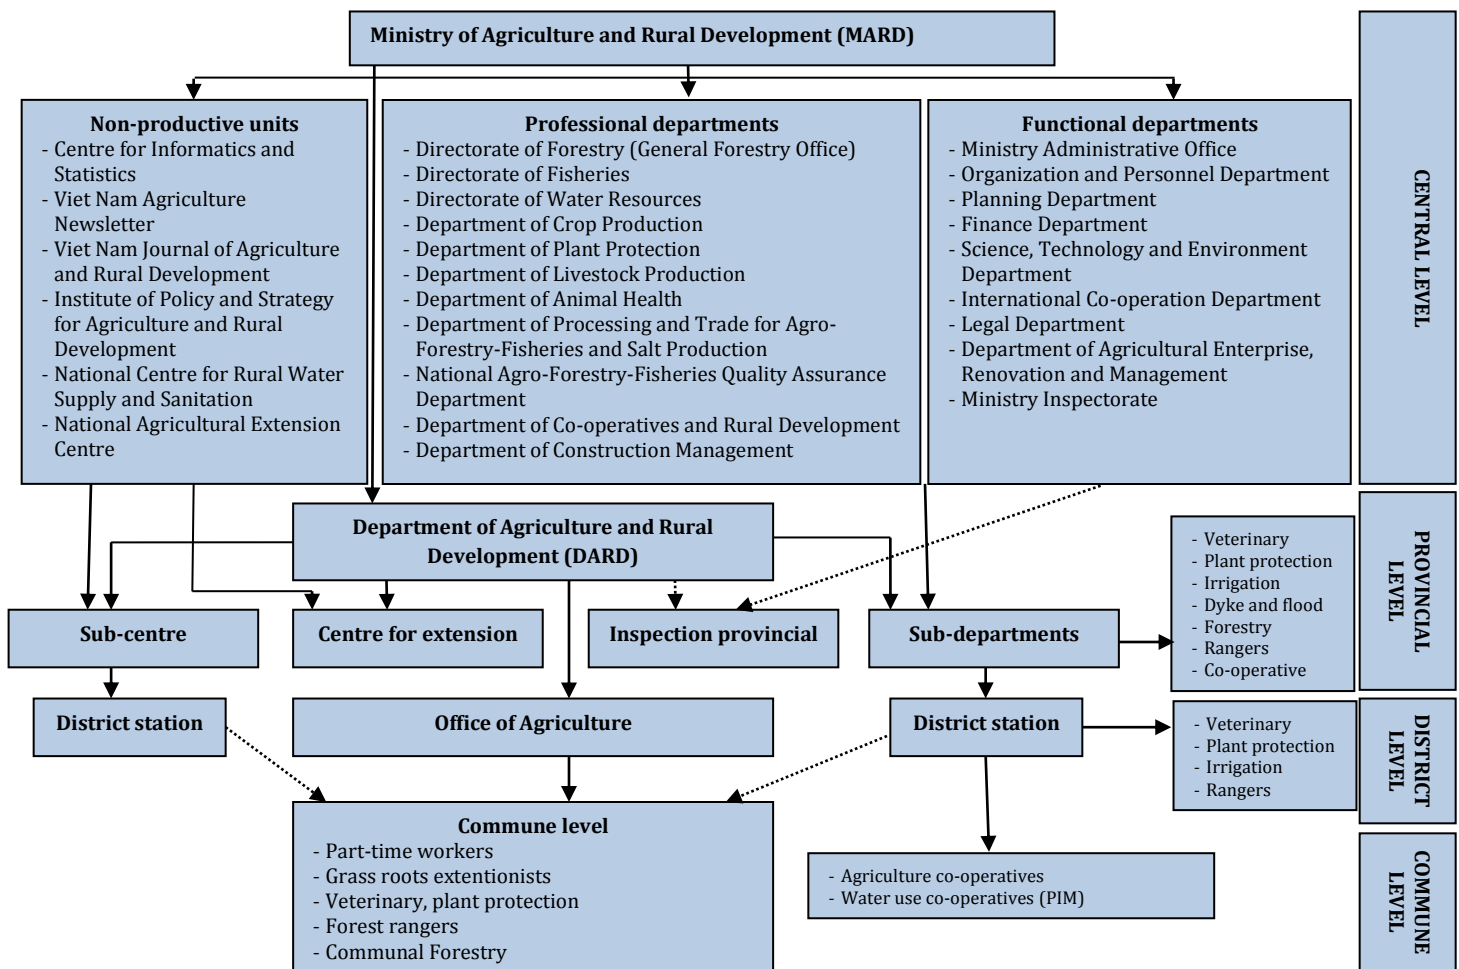 Ministry of Agriculture and Rural Development (MARD)
Non-productive units
- Centre for Informatics and
Statistics
- Viet Nam Agriculture
Newsletter
- Viet Nam Journal of Agriculture
and Rural Development
- Institute of Policy and Strategy
for Agriculture and Rural
Development
- National Centre for Rural Water
Supply and Sanitation
- National Agricultural Extension
Centre
Professional departments
- Directorate of Forestry (General Forestry Office)
- Directorate of Fisheries
- Directorate of Water Resources
- Department of Crop Production
- Department of Plant Protection
- Department of Livestock Production
- Department of Animal Health
- Department of Processing and Trade for Agro-
Forestry-Fisheries and Salt Production
- National Agro-Forestry-Fisheries Quality Assurance
Department
- Department of Co-operatives and Rural Development
- Department of Construction Management
Functional departments
- Ministry Administrative Office
- Organization and Personnel Department
- Planning Department
- Finance Department
- Science, Technology and Environment
Department
- International Co-operation Department
- Legal Department
- Department of Agricultural Enterprise,
Renovation and Management
- Ministry Inspectorate
CENTRAL LEVEL
Department of Agriculture and Rural
Development (DARD)
- Veterinary
- Plant protection
- Irrigation
- Dyke and flood
- Forestry
- Rangers
- Co-operative
PROVINCIAL
LEVEL
Sub-centre
Centre for extension
Inspection provincial
Sub-departments
District station
Office of Agriculture
District station
- Veterinary
- Plant protection
- Irrigation
- Rangers
DISTRICT
LEVEL
Commune level
- Part-time workers
- Grass roots extentionists
- Veterinary, plant protection
- Forest rangers
- Communal Forestry
- Agriculture co-operatives
- Water use co-operatives (PIM)
COMMUNE
LEVEL